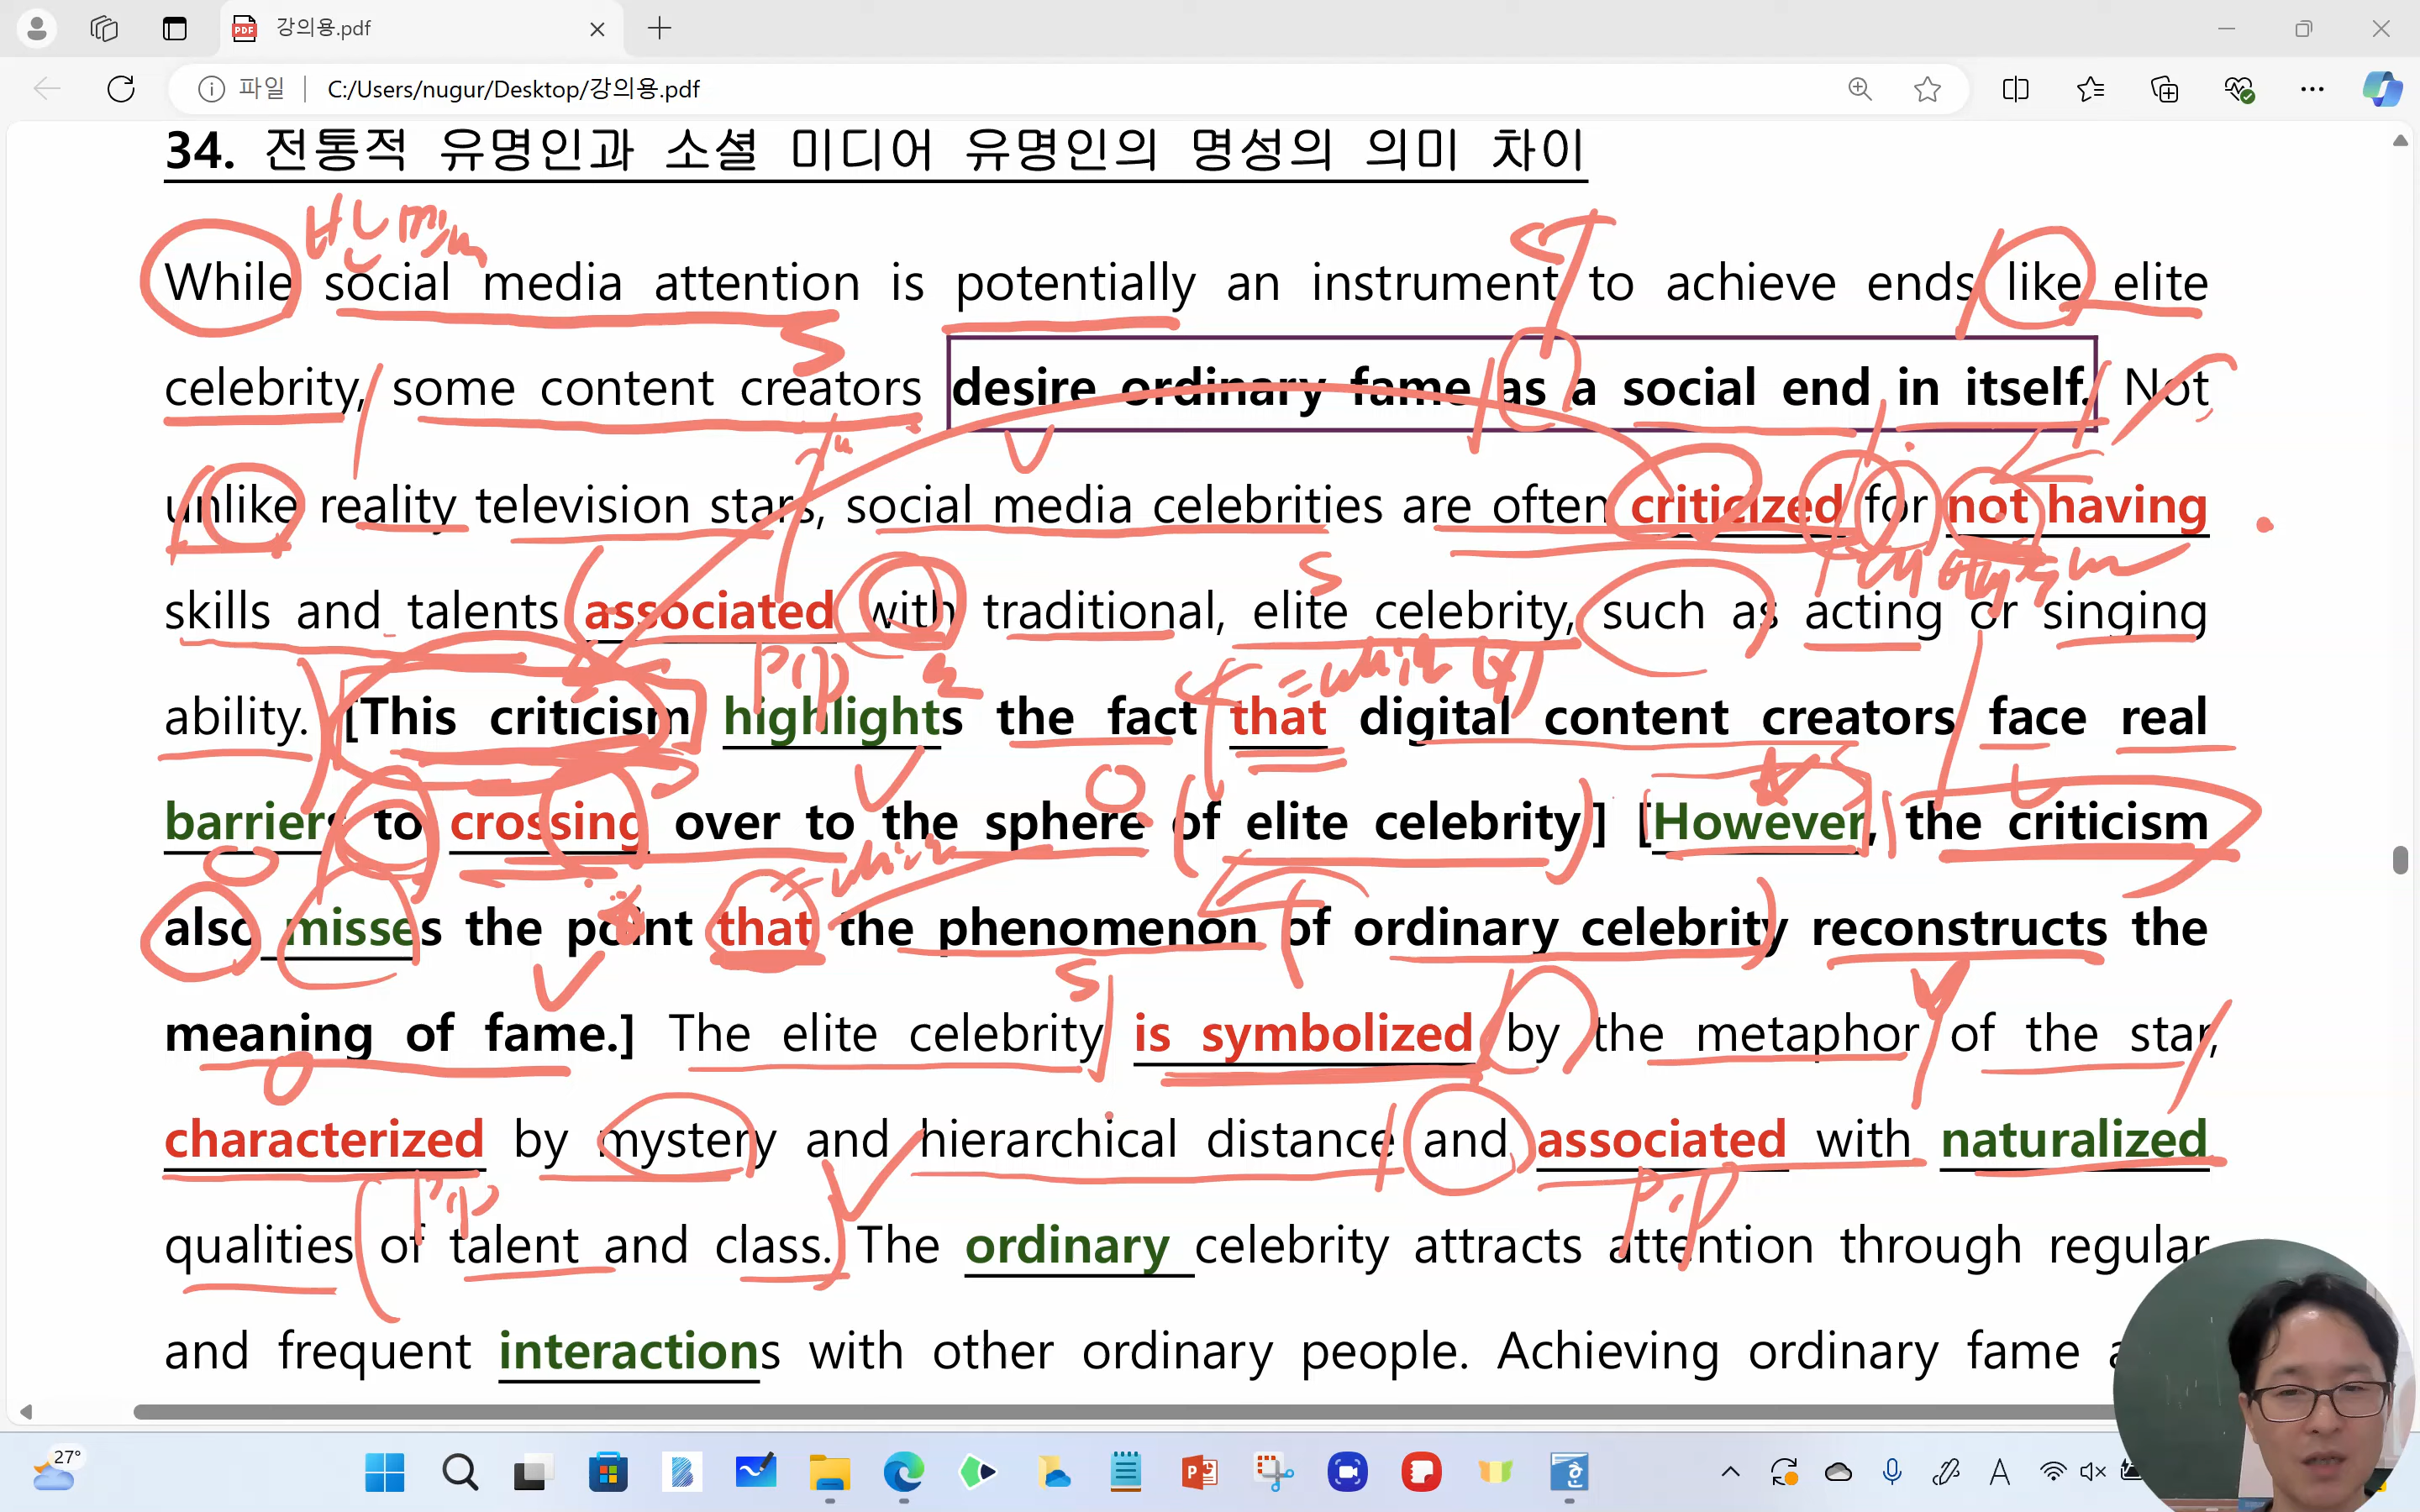 강의용.pdf
파일 C:/Users/nugur/Desktop/강의용.pdf
34. 전통적 유명인과 소셜 미디어 유명인의 명성의 의미 차이
While social media attention is potentially an instrument to achieve ends like elite
celebrity, some content creators desire ordinary fame as a social end in itself. Not
unlike reality television stars, social media celebrities are often criticized for not having
skills and talents associated with traditional, elite celebrity, such as acting or singing
ability. [This criticism highlights the fact that digital content creators face real
barriers to crossing over to the sphere of elite celebrity.] [However, the criticism
also misses the point that the phenomenon of ordinary celebrity reconstructs the
meaning of fame.] The elite celebrity is symbolized by the metaphor of the star,
characterized by mystery and hierarchical distance and associated with naturalized
qualities of talent and class. The ordinary celebrity attracts attention through regular
and frequent interactions with other ordinary people. Achieving ordinary fame
27°